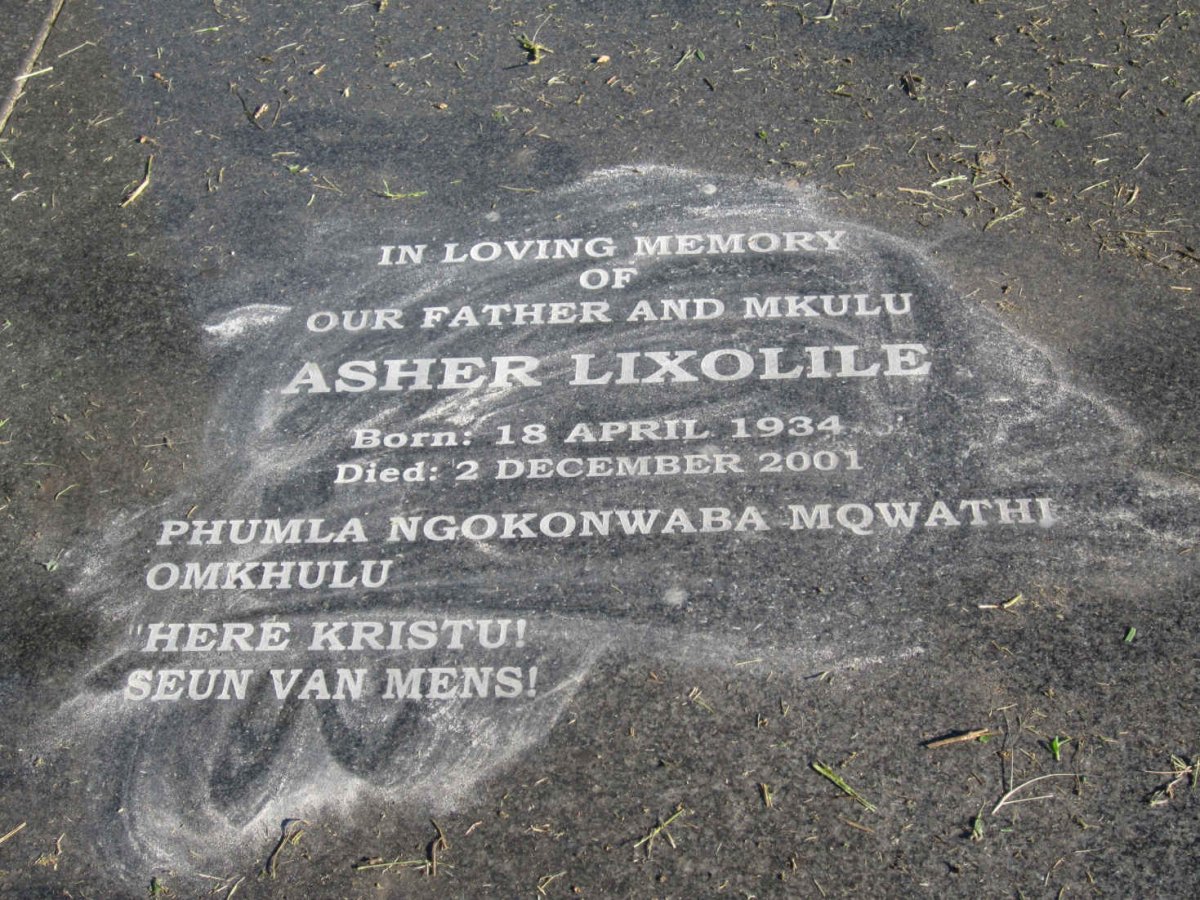 IN LOVING MEMORY
OF
OUR FATHER AND MKULU
ASHER LIXOLILE
Born: 18 APRIL 1934
Died: 2 DECEMBER 2001
PHUMLA NGOKONWABA MQWATHI
OMKHULU
"HERE KRISTU!
SEUN VAN MENS!